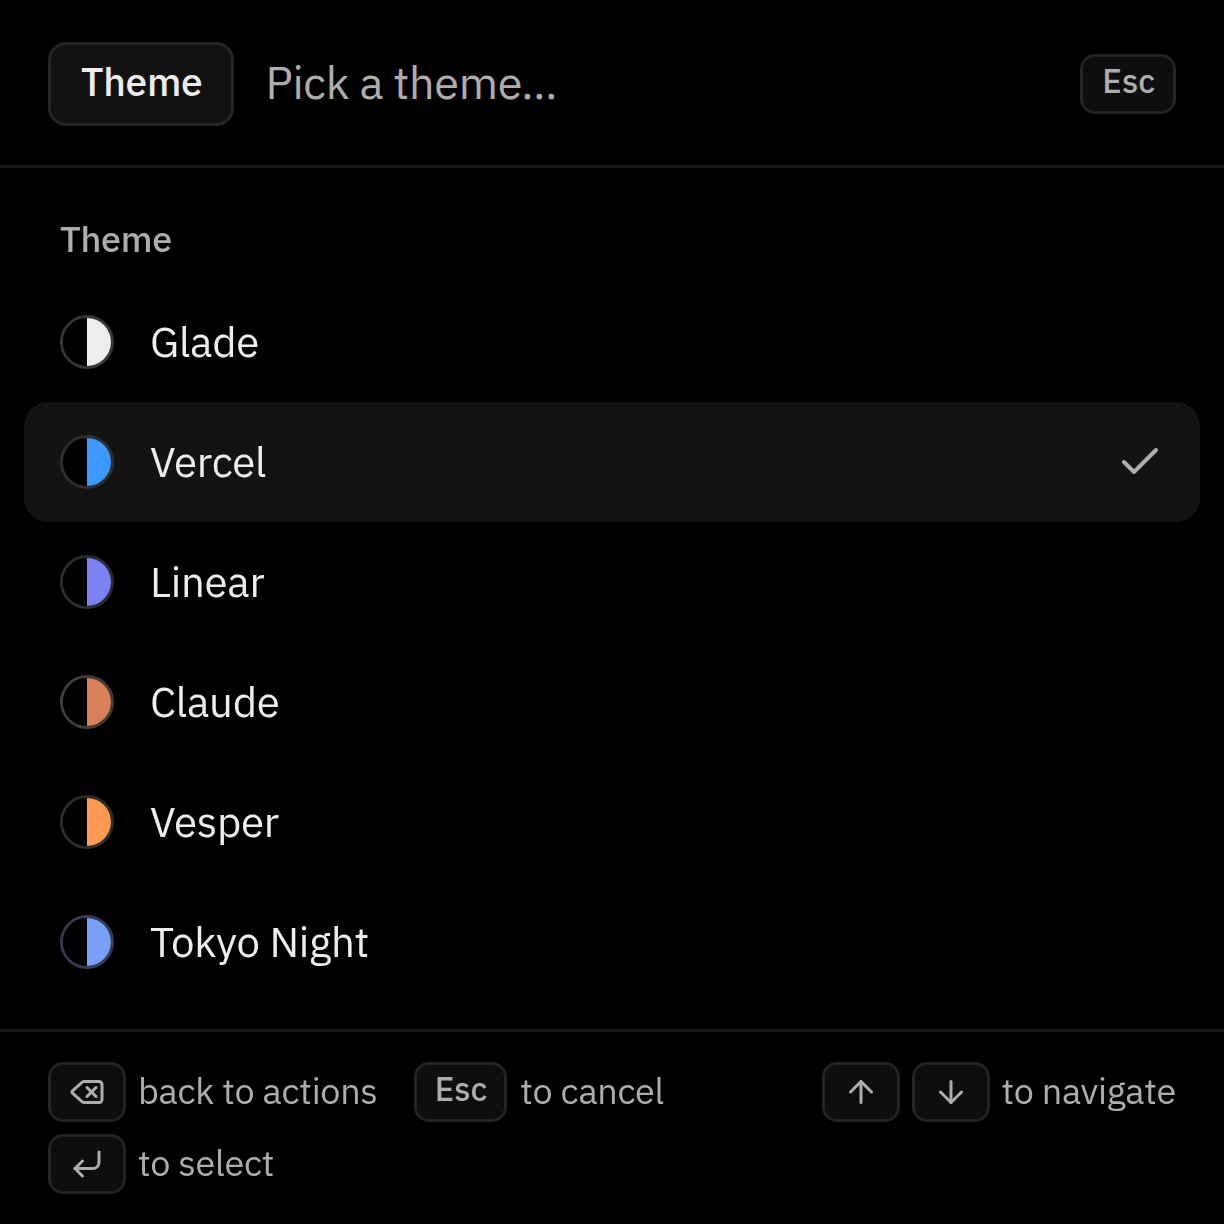 Theme Pick a theme... Esc
Theme
Glade
Vercel
Linear
Claude
Vesper
Tokyo Night
back to actions Esc to cancel ↑ ↓ to navigate
to select